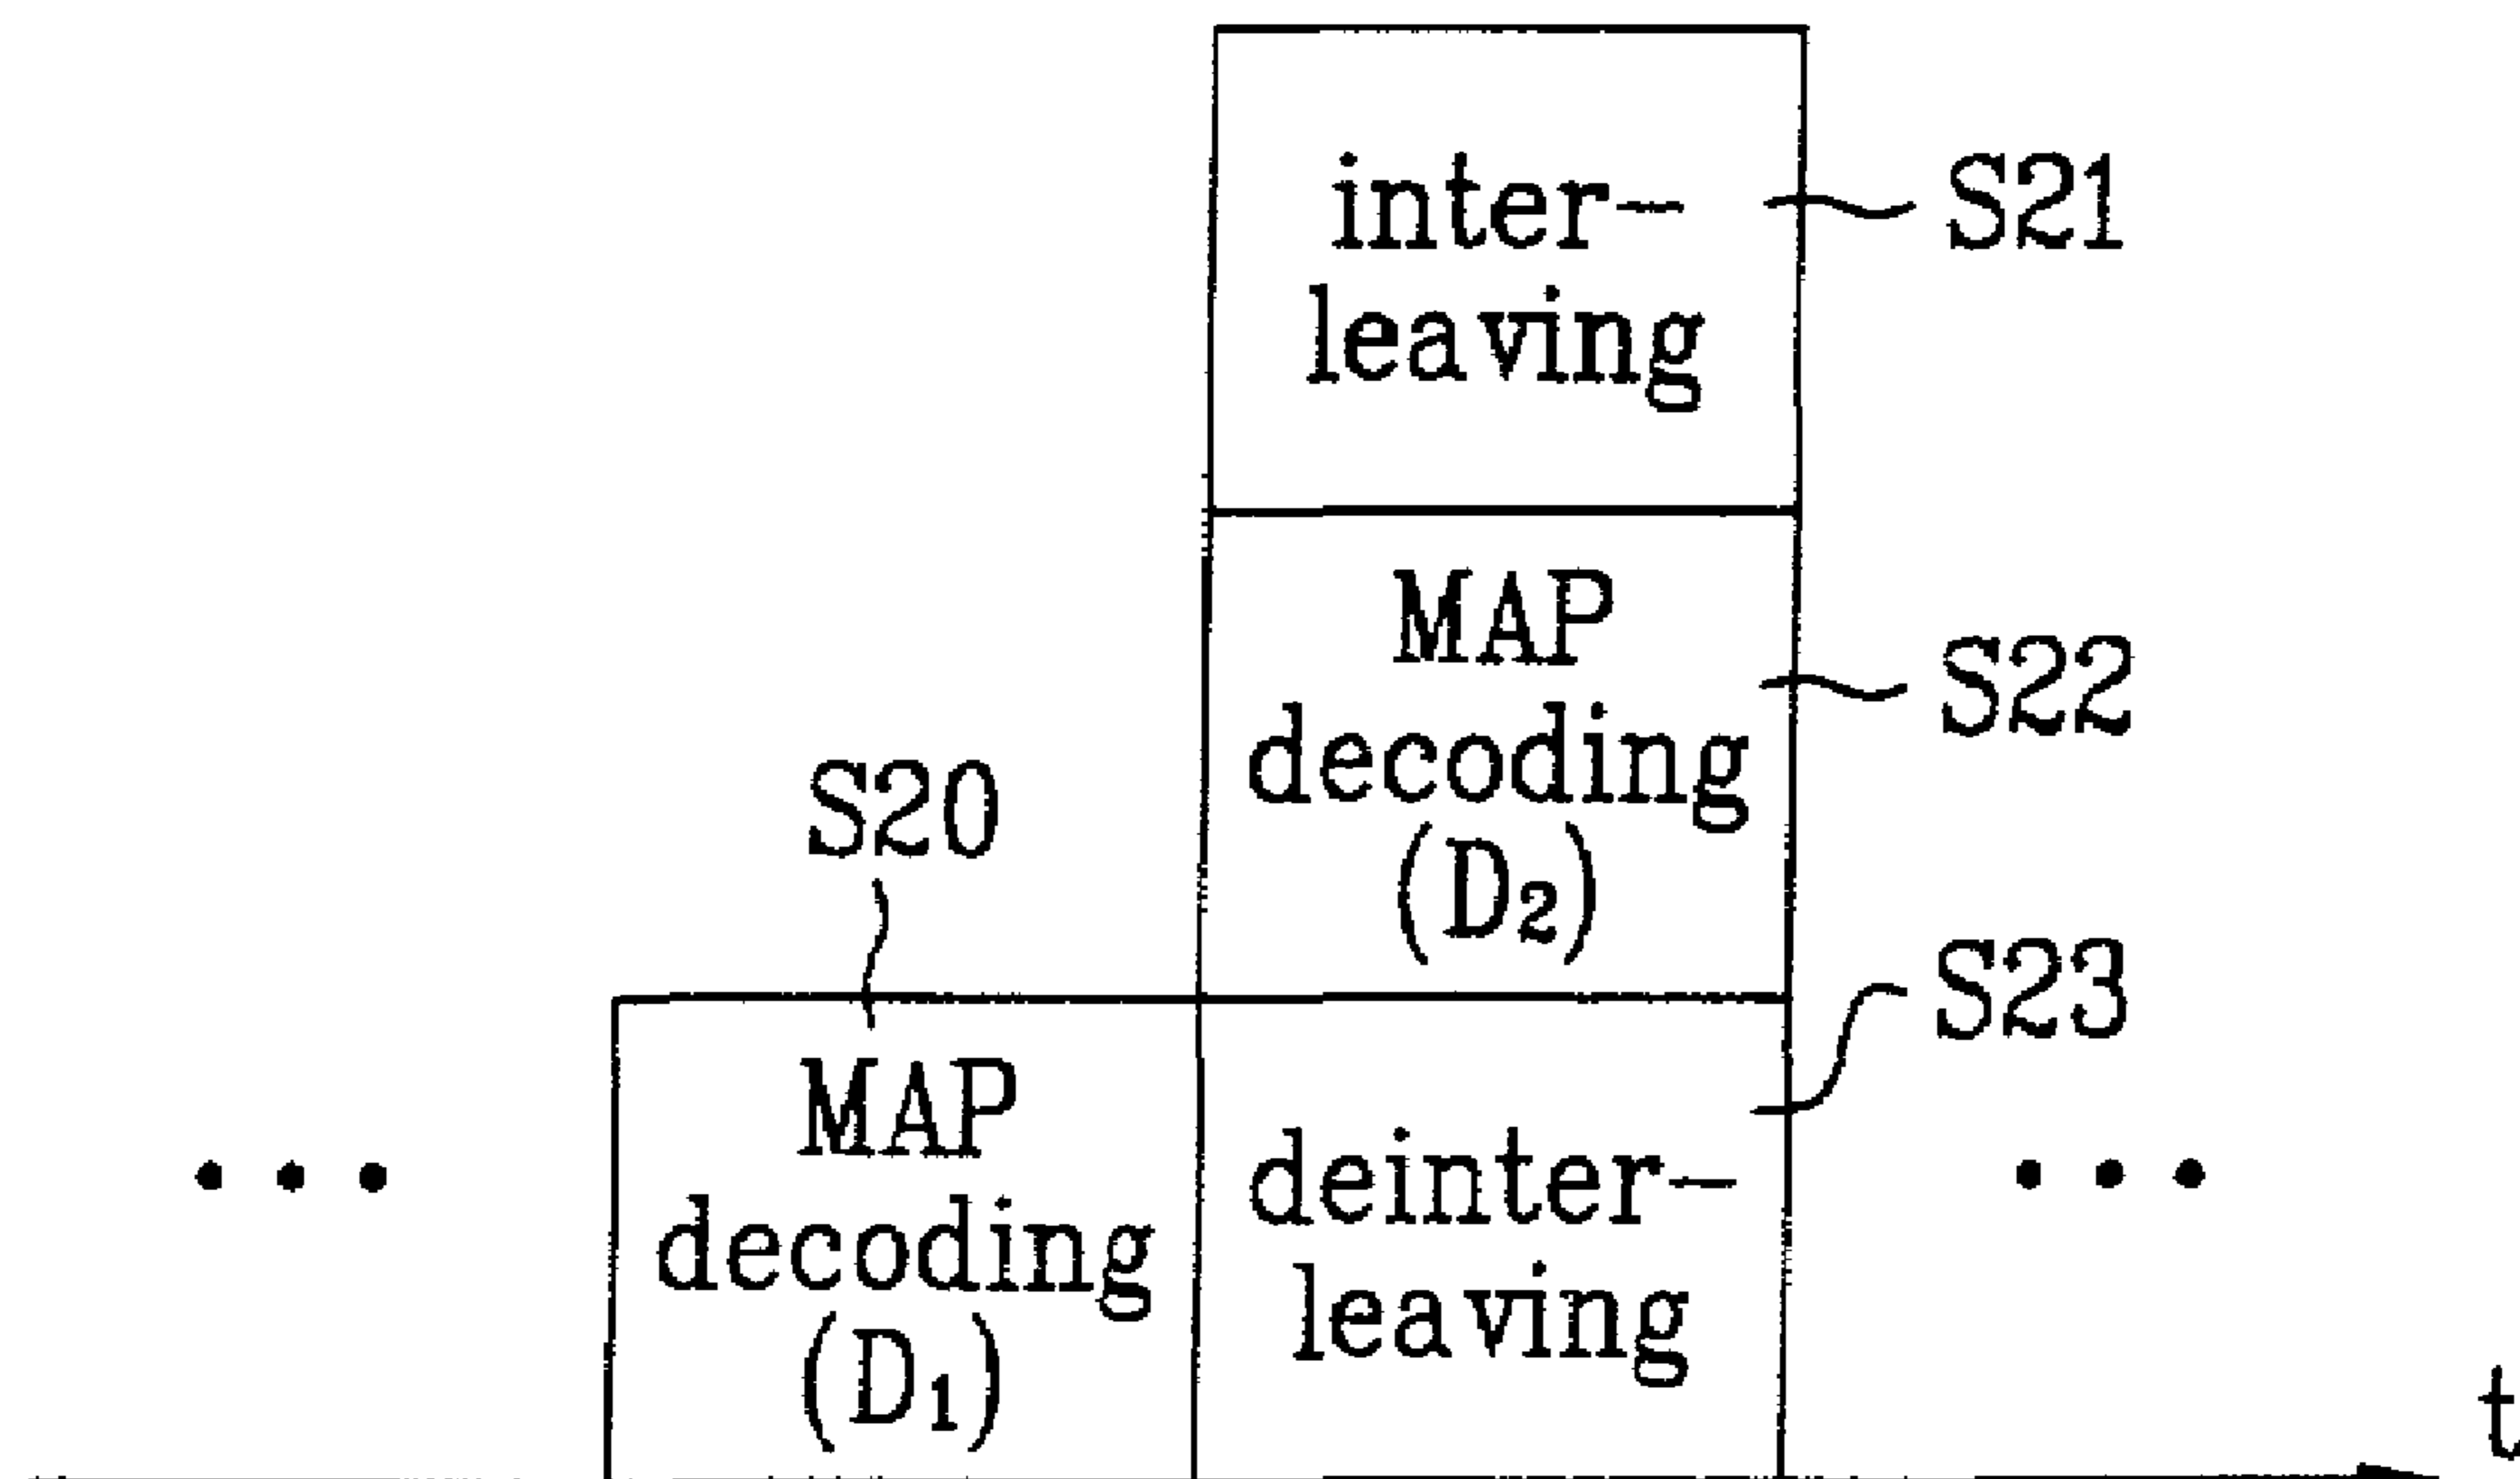 inter-
leaving
S21
MAP
decoding
(D2)
S22
S20
S23
MAP
decoding
(D1)
deinter-
leaving
• • •
• • •
t